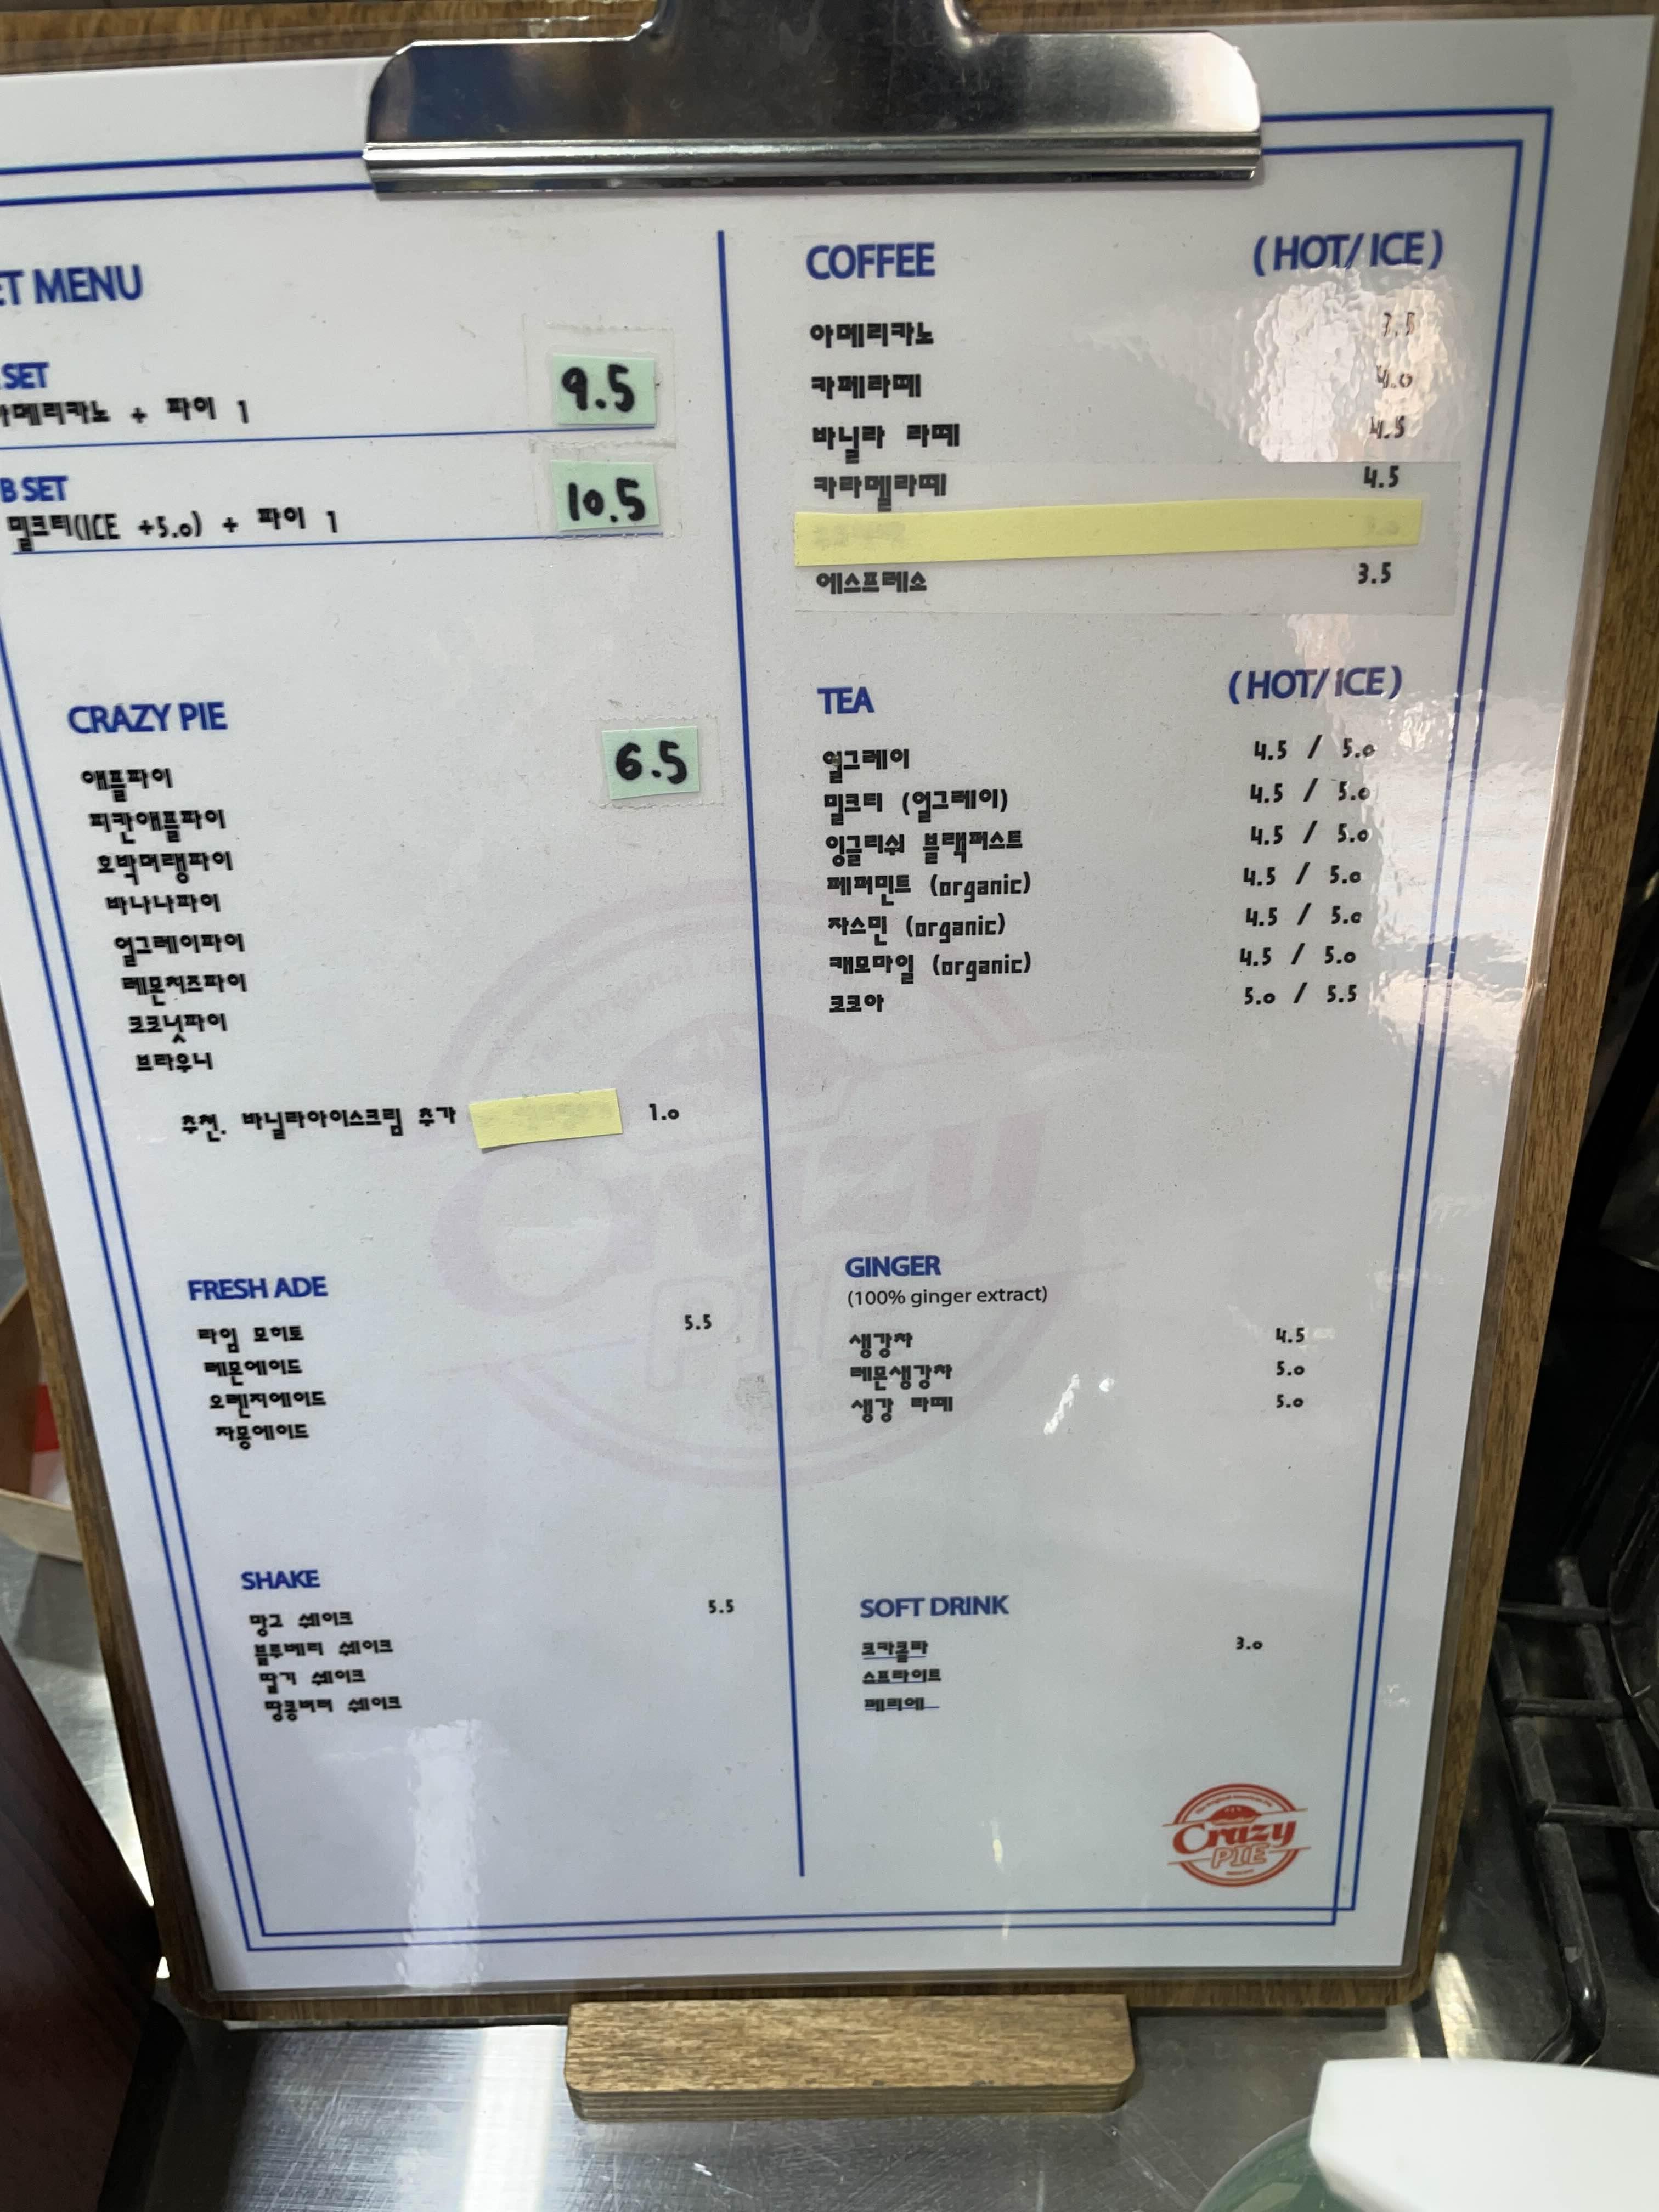 ET MENU
SET
아메리카노 + 파이 1
9.5
B SET
밀크티(ICE +5.0) + 파이 1
10.5
CRAZY PIE
6.5
애플파이
피칸애플파이
호박머랭파이
바나나파이
얼그레이파이
레몬치즈파이
코코넛파이
브라우니
추천. 바닐라아이스크림 추가 1.0
FRESH ADE
라임 모히토 5.5
레몬에이드
오렌지에이드
자몽에이드
SHAKE
망고 쉐이크 5.5
블루베리 쉐이크
딸기 쉐이크
땅콩버터 쉐이크
COFFEE (HOT/ ICE)
아메리카노 3.5
카페라떼 4.0
바닐라 라떼 4.5
카라멜라떼 4.5
에스프레소 3.5
TEA (HOT/ ICE)
얼그레이 4.5 / 5.0
밀크티 (얼그레이) 4.5 / 5.0
잉글리쉬 블랙퍼스트 4.5 / 5.0
페퍼민트 (organic) 4.5 / 5.0
자스민 (organic) 4.5 / 5.0
캐모마일 (organic) 4.5 / 5.0
코코아 5.0 / 5.5
GINGER
(100% ginger extract)
생강차 4.5
레몬생강차 5.0
생강 라떼 5.0
SOFT DRINK
코카콜라 3.0
스프라이트
페리에
Crazy
PIE